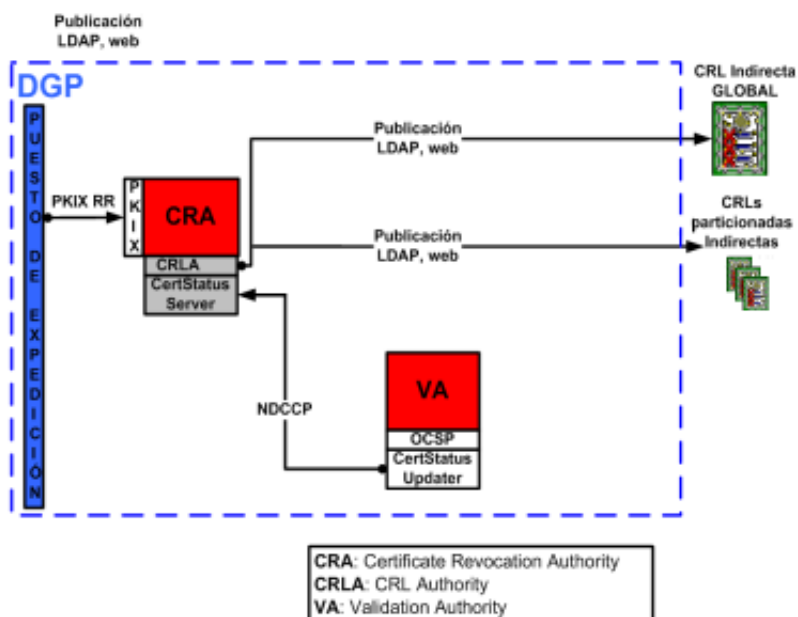 Publicación
LDAP, web
DGP
CRL Indirecta
GLOBAL
PUESTO DE EXPEDICIÓN
Publicación
LDAP, web
PKIX RR
PKIX
CRA
CRLs
particionadas
Indirectas
Publicación
LDAP, web
CRLA
CertStatus
Server
VA
NDCCP
OCSP
CertStatus
Updater
CRA: Certificate Revocation Authority
CRLA: CRL Authority
VA: Validation Authority